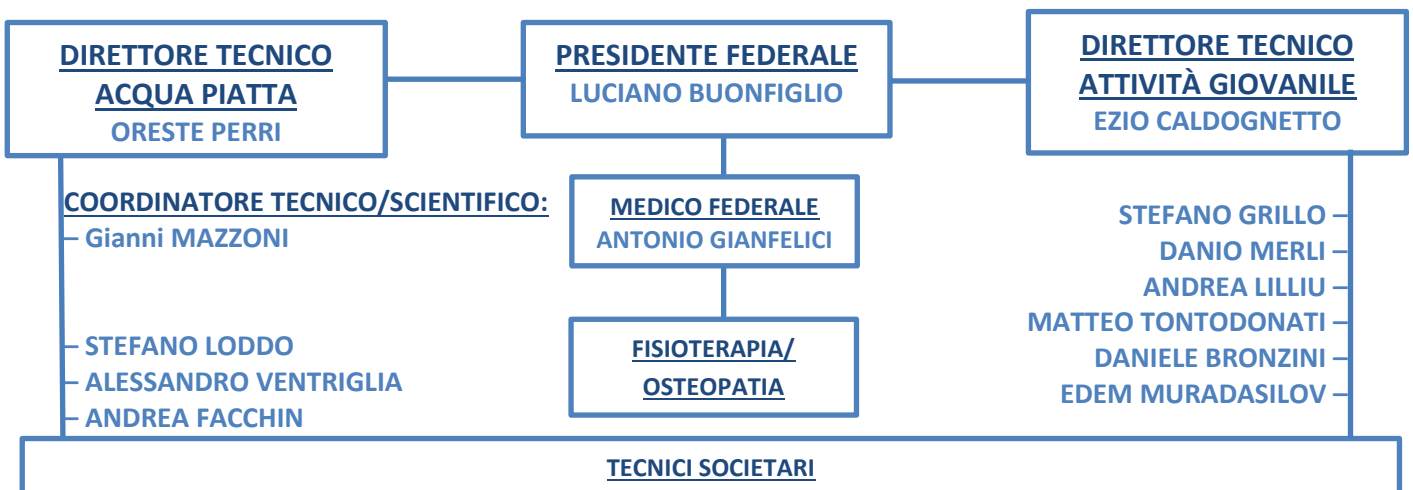 DIRETTORE TECNICO
ACQUA PIATTA
ORESTE PERRI
PRESIDENTE FEDERALE
LUCIANO BUONFIGLIO
DIRETTORE TECNICO
ATTIVITÀ GIOVANILE
EZIO CALDOGNETTO
COORDINATORE TECNICO/SCIENTIFICO:
– Gianni MAZZONI
– STEFANO LODDO
– ALESSANDRO VENTRIGLIA
– ANDREA FACCHIN
MEDICO FEDERALE
ANTONIO GIANFELICI
FISIOTERAPIA/
OSTEOPATIA
STEFANO GRILLO –
DANIO MERLI –
ANDREA LILLIU –
MATTEO TONTODONATI –
DANIELE BRONZINI –
EDEM MURADASILOV –
TECNICI SOCIETARI